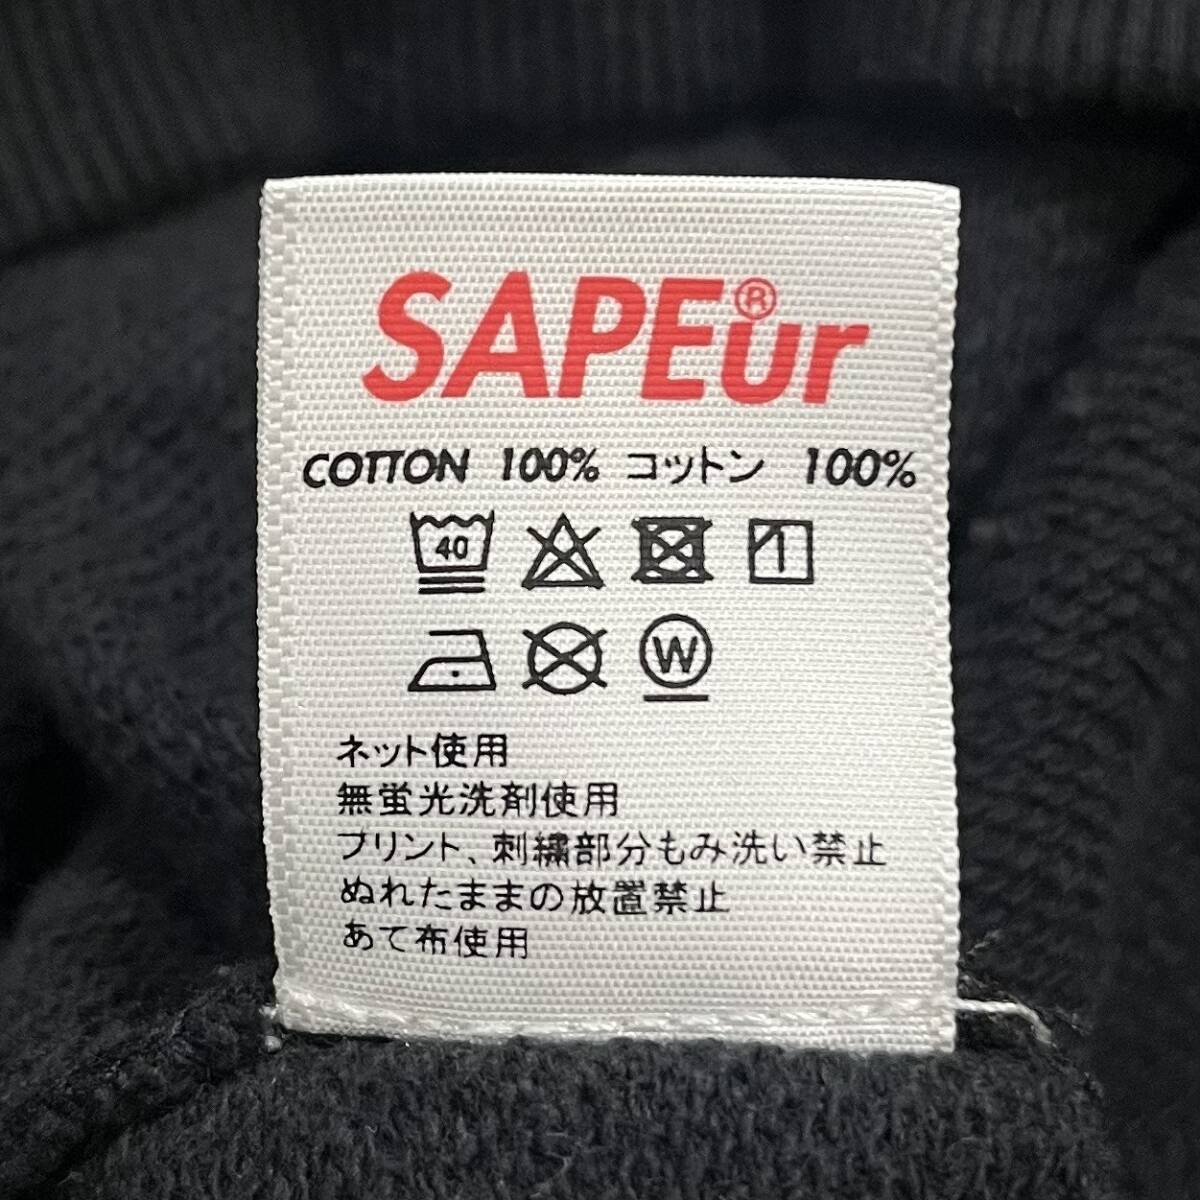 SAPEur®
COTTON 100% コットン 100%
40
W
ネット使用
無蛍光洗剤使用
プリント、刺繍部分もみ洗い禁止
ぬれたままの放置禁止
あて布使用